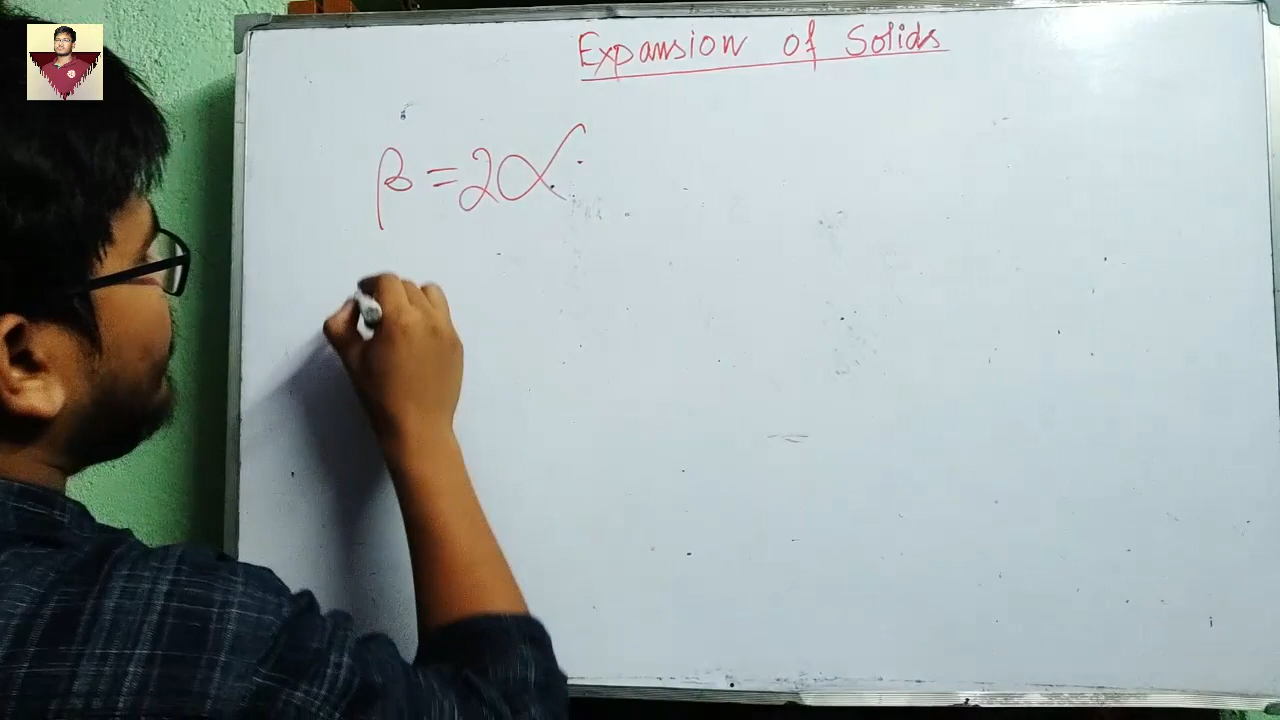 Expansion of Solids
β = 2α